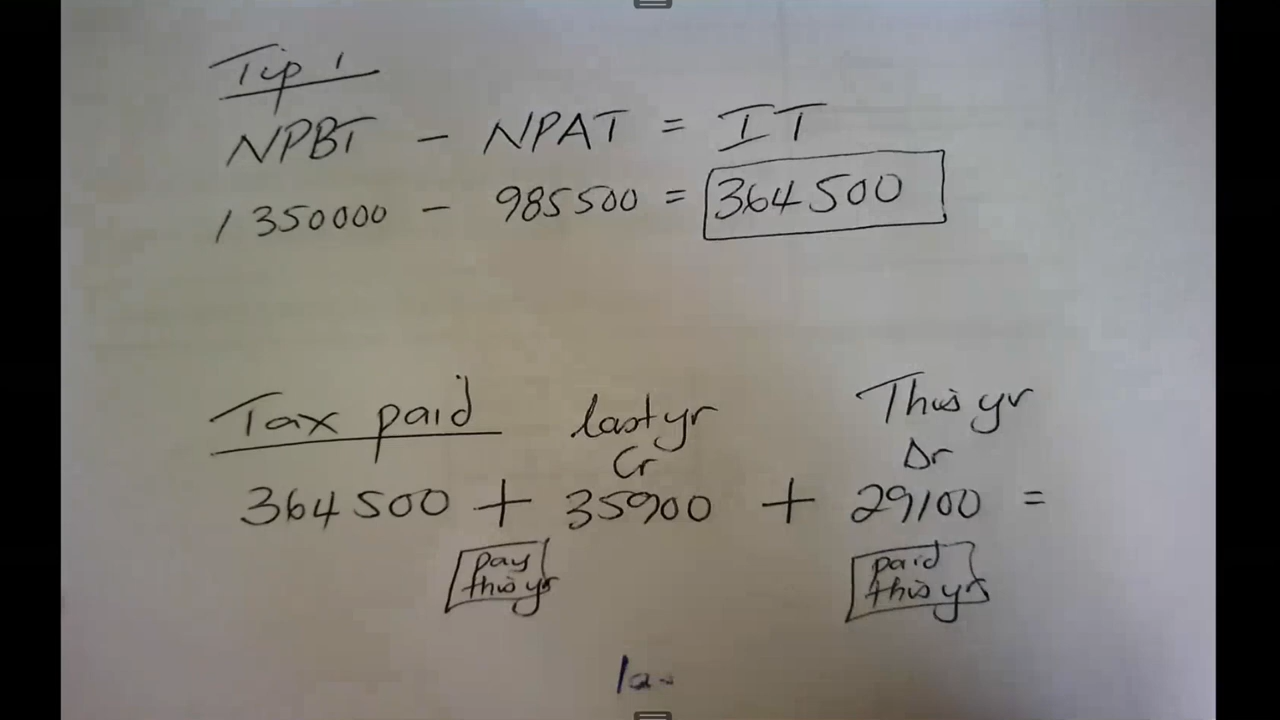 Tip 1
NPBT - NPAT = IT
1350000 - 985500 = 364500
Tax paid last yr This yr
Cr Dr
364500 + 35900 + 29100 =
pay paid
this yr this yr
la